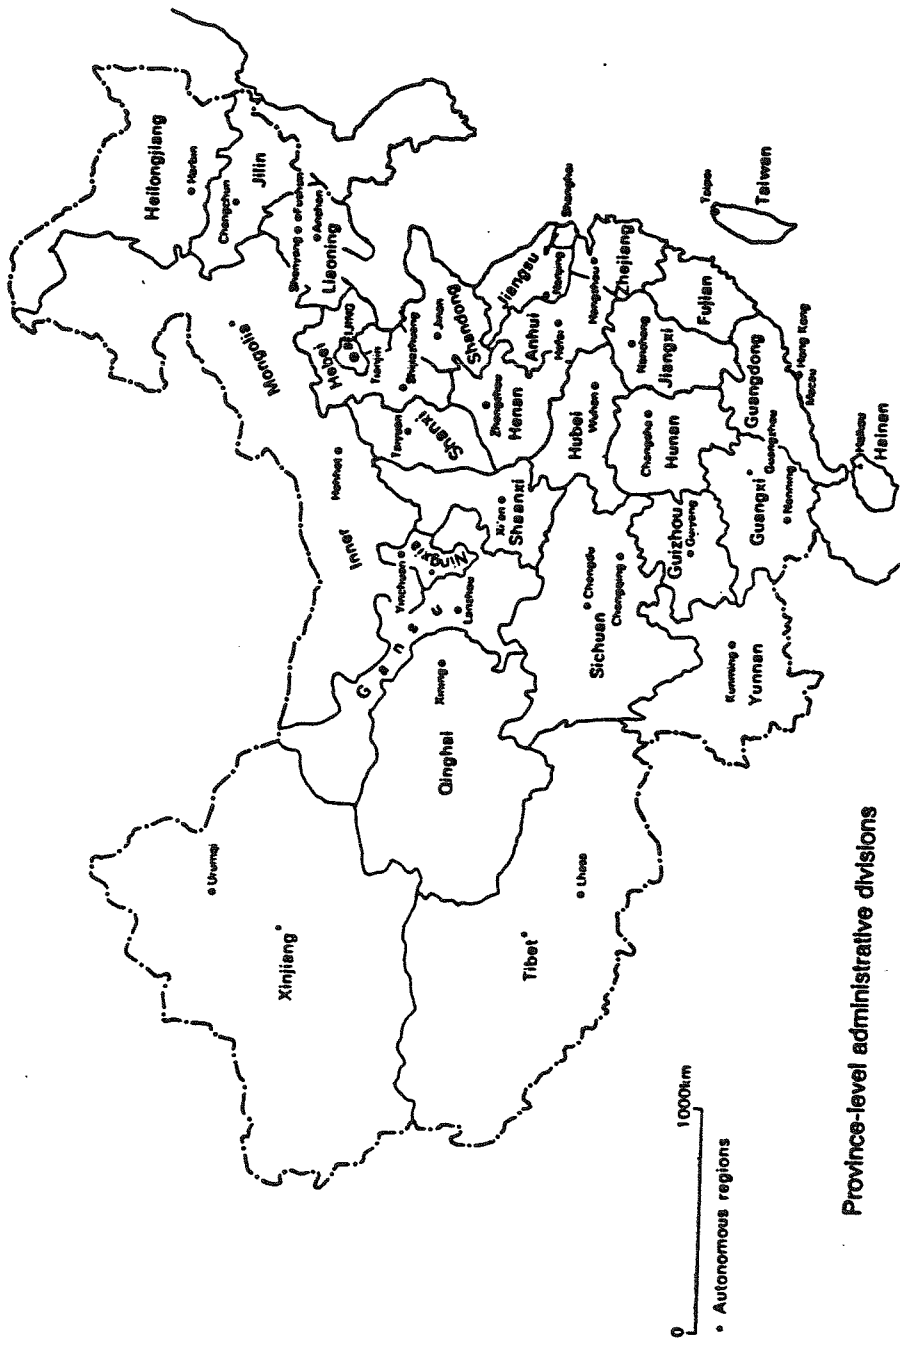 Heilongjiang
Harbin
Changchun
Jilin
Shenyang
Fushun
Anshan
Liaoning
Inner
Mongolia
Hohhot
Hebei
BEIJING
Tianjin
Shijiazhuang
Shanxi
Taiyuan
Shandong
Jinan
Jiangsu
Nanjing
Shanghai
Anhui
Hefei
Zhejiang
Hangzhou
Zhengzhou
Henan
Hubei
Wuhan
Nanchang
Jiangxi
Fujian
Taipei
Taiwan
Changsha
Hunan
Guangdong
Guangzhou
Hong Kong
Macau
Haikou
Hainan
Guangxi
Nanning
Guizhou
Guiyang
Kunming
Yunnan
Chengdu
Chongqing
Sichuan
Xi'an
Shaanxi
Yinchuan
Ningxia
Lanzhou
Gansu
Xining
Qinghai
Urumqi
Xinjiang
Lhasa
Tibet
0 1000km
Autonomous regions
Province-level administrative divisions